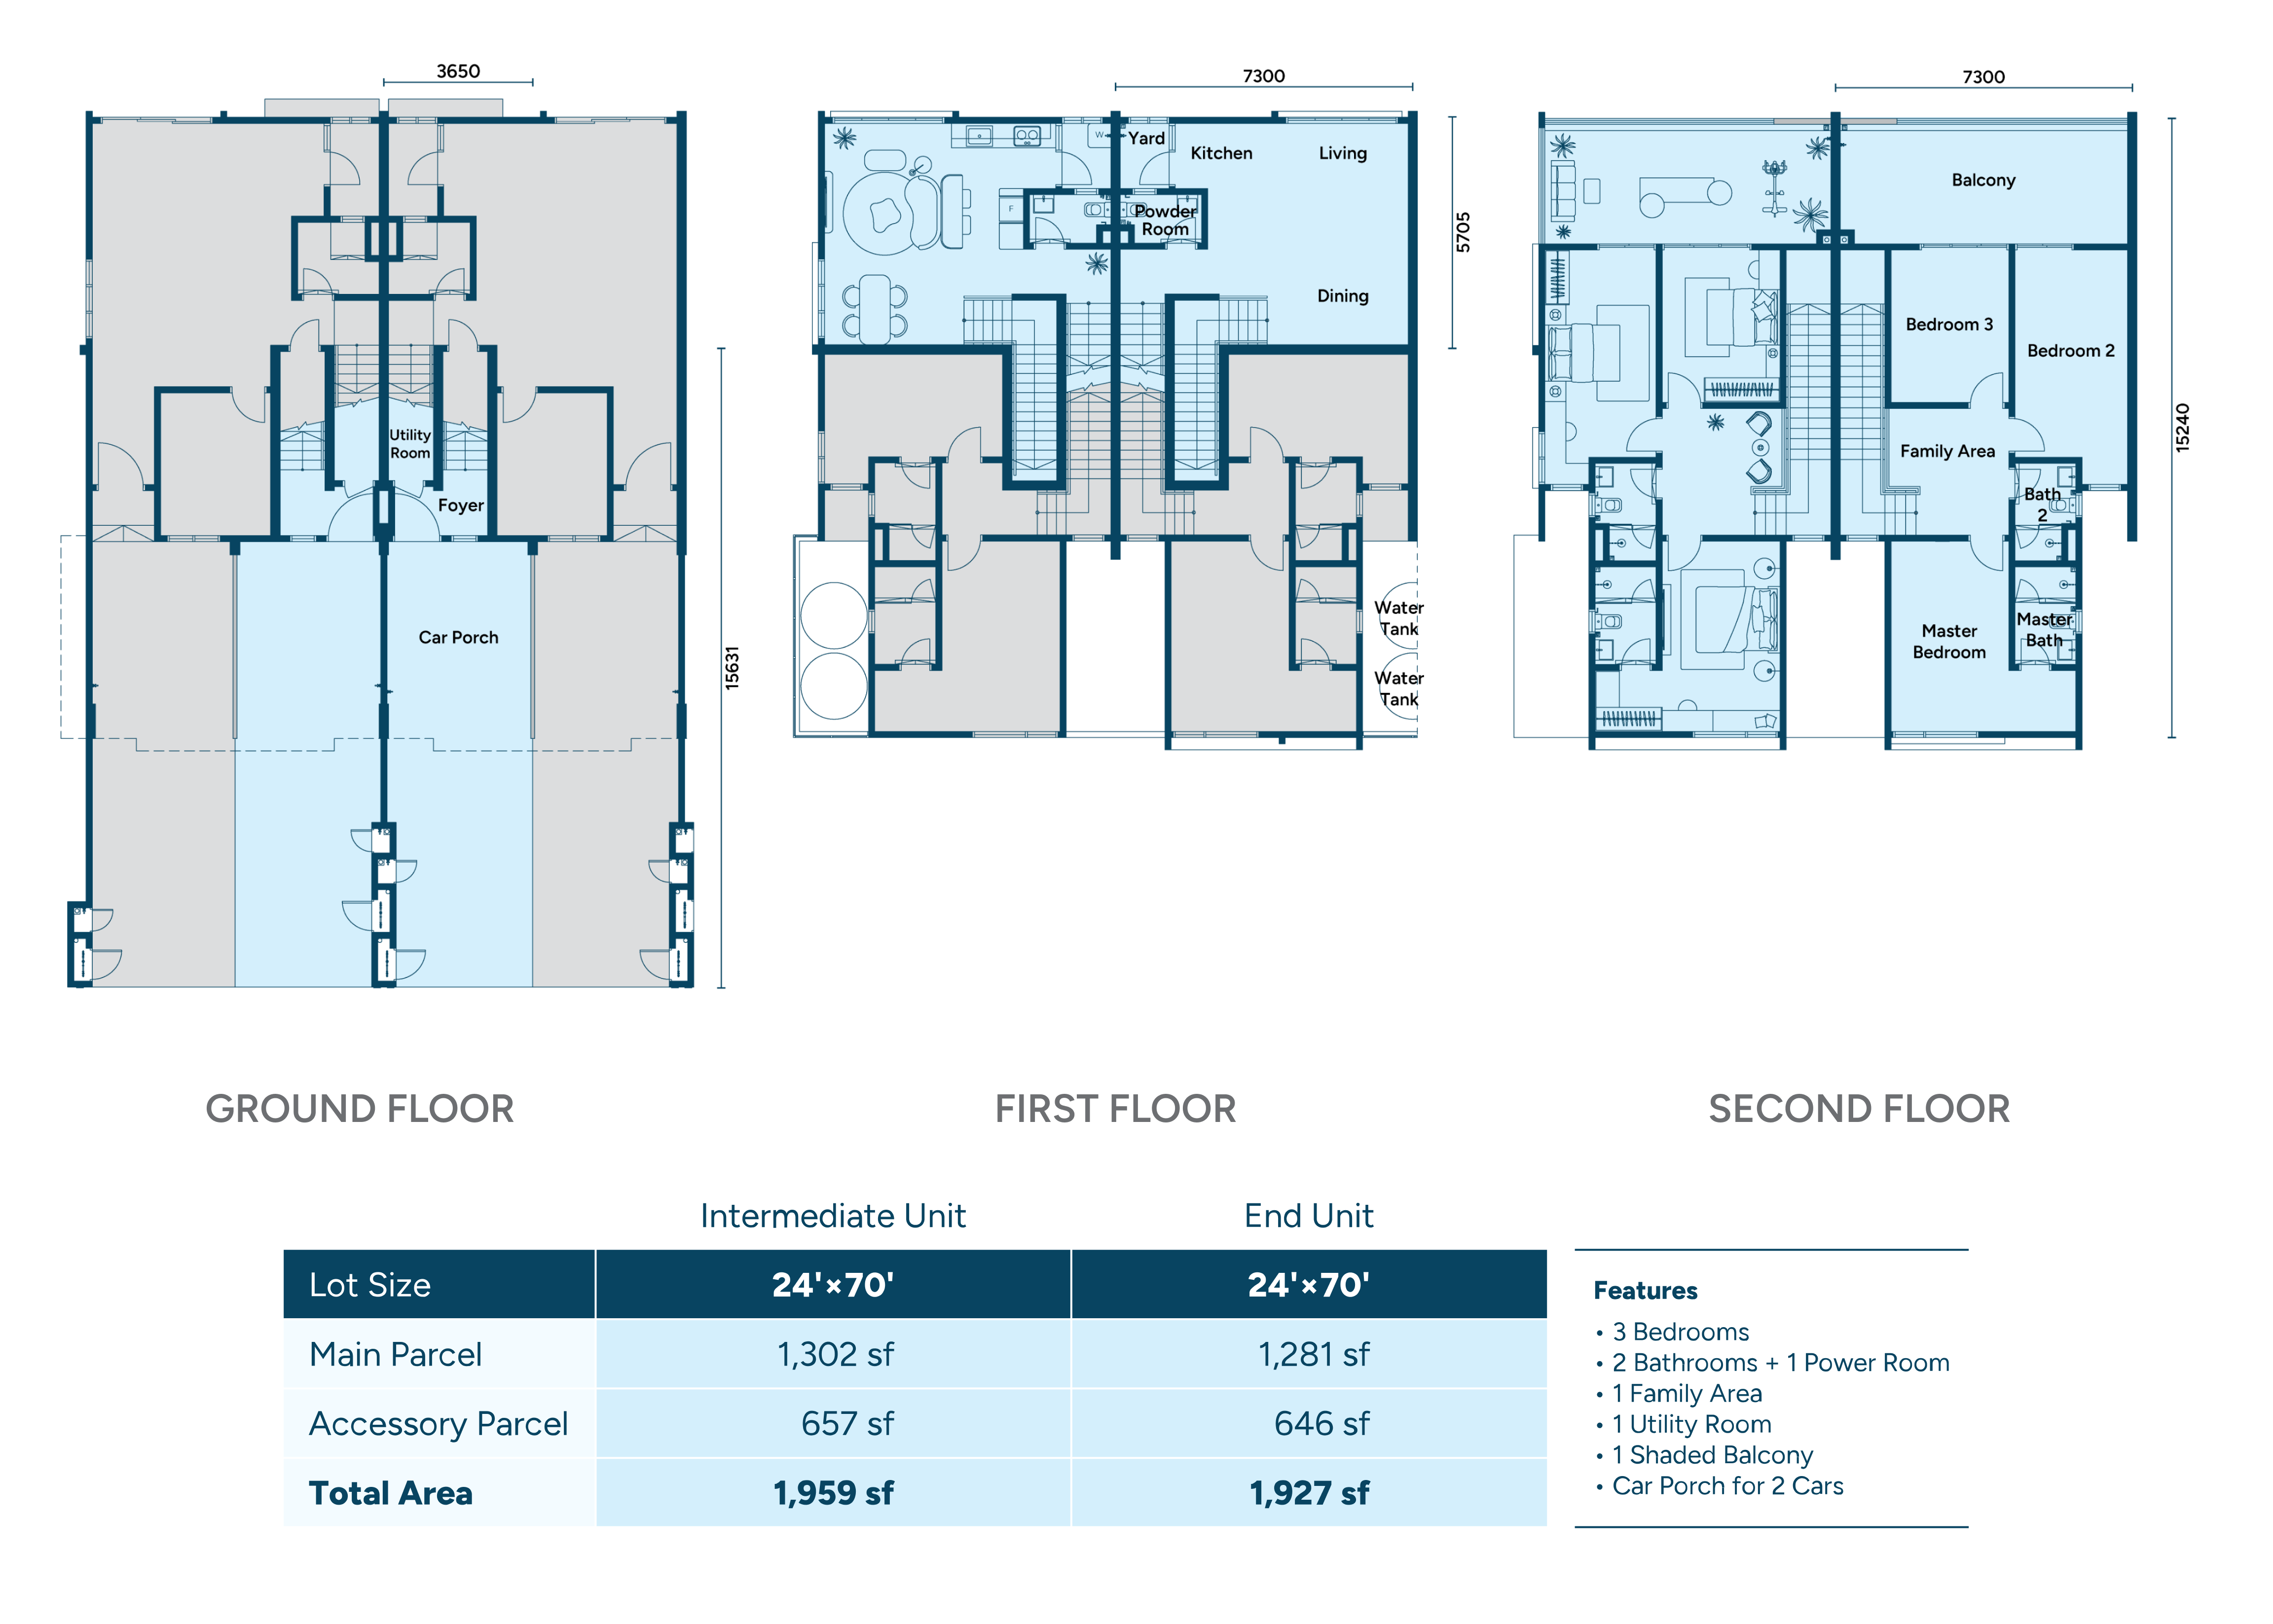 3650
Utility
Room
Foyer
Car Porch
15631
GROUND FLOOR
7300
W
Yard
Kitchen
Living
F
Powder
Room
Dining
5705
Water
Tank
Water
Tank
FIRST FLOOR
7300
Balcony
Bedroom 3
Bedroom 2
Family Area
Bath
2
Master
Bedroom
Master
Bath
15240
SECOND FLOOR
Intermediate Unit End Unit
Lot Size 24'×70' 24'×70'
Main Parcel 1,302 sf 1,281 sf
Accessory Parcel 657 sf 646 sf
Total Area 1,959 sf 1,927 sf
Features
• 3 Bedrooms
• 2 Bathrooms + 1 Power Room
• 1 Family Area
• 1 Utility Room
• 1 Shaded Balcony
• Car Porch for 2 Cars